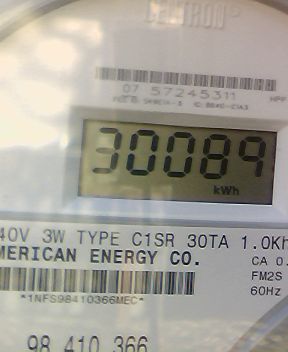 CELTRON
07 57245311
30089
kWh
40V 3W TYPE C1SR 30TA 1.0Kh
CA 0.
MERICAN ENERGY CO.
FM2S
60Hz
*1NFS98410366MEC*
98 410 366